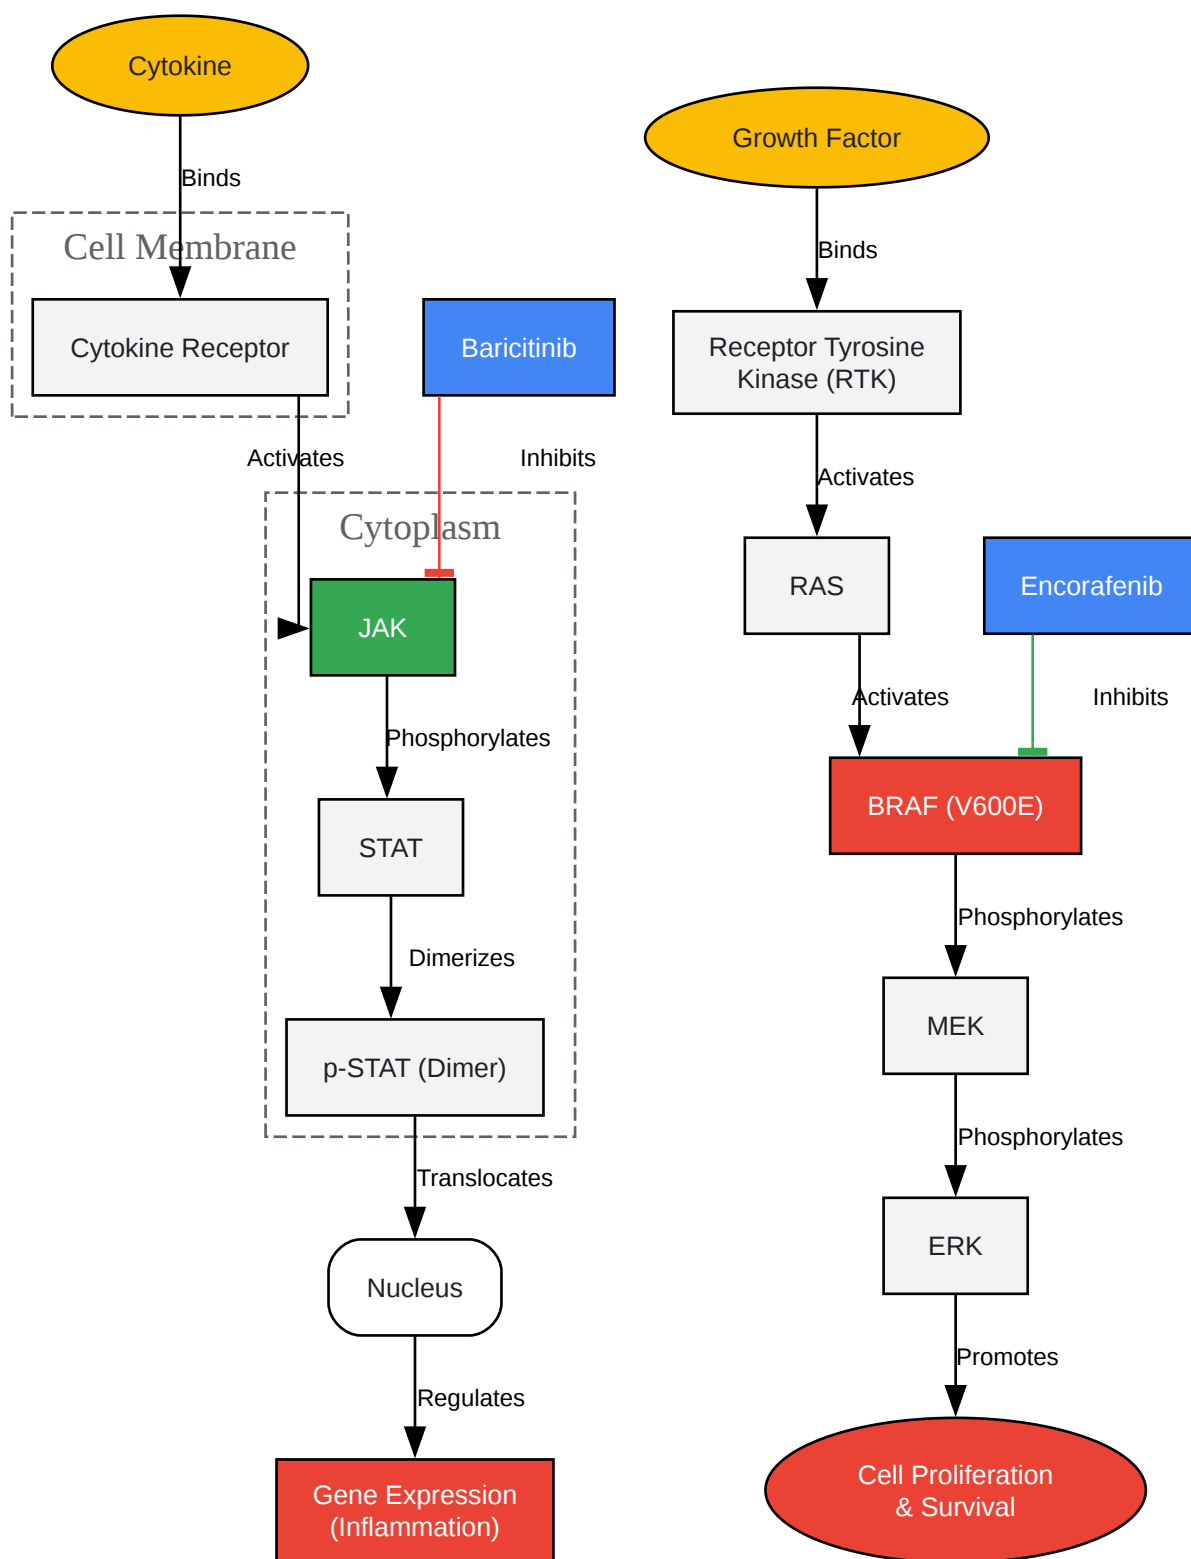 Cytokine
Binds
Cell Membrane
Cytokine Receptor
Baricitinib
Activates
Inhibits
Cytoplasm
JAK
Phosphorylates
STAT
Dimerizes
p-STAT (Dimer)
Translocates
Nucleus
Regulates
Gene Expression
(Inflammation)
Growth Factor
Binds
Receptor Tyrosine
Kinase (RTK)
Activates
RAS
Encorafenib
Activates
Inhibits
BRAF (V600E)
Phosphorylates
MEK
Phosphorylates
ERK
Promotes
Cell Proliferation
& Survival